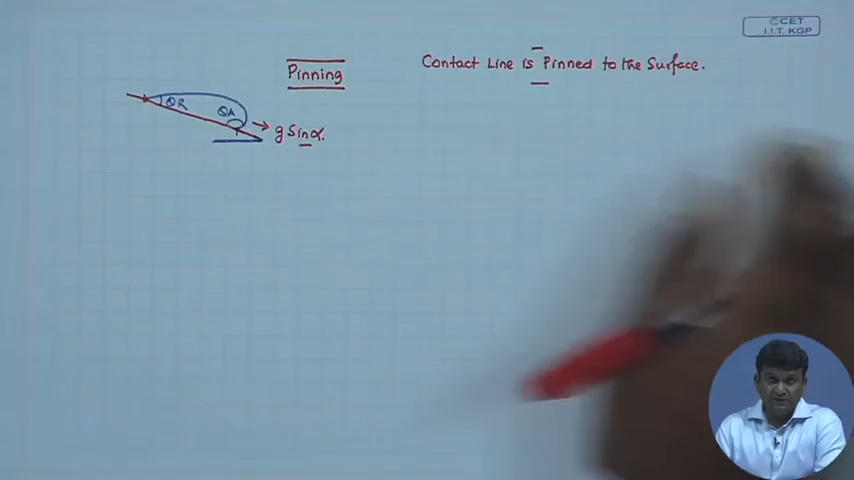 © CET
I.I.T. KGP
Pinning
Contact Line is Pinned to the Surface.
θR
θA
g Sinα.